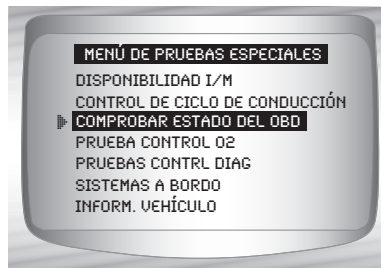 MENÚ DE PRUEBAS ESPECIALES
DISPONIBILIDAD I/M
CONTROL DE CICLO DE CONDUCCIÓN
COMPROBAR ESTADO DEL OBD
PRUEBA CONTROL O2
PRUEBAS CONTRL DIAG
SISTEMAS A BORDO
INFORM. VEHÍCULO